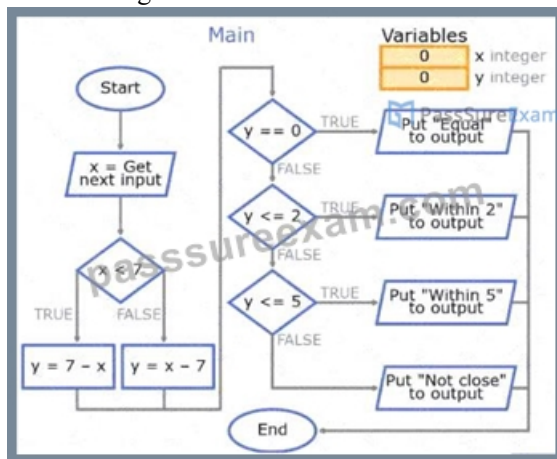 Main
Variables
0 x integer
0 y integer
Start
x = Get
next input
x < 7
TRUE
FALSE
y = 7 - x
y = x - 7
y == 0
TRUE
FALSE
Put "Equal"
to output
y <= 2
TRUE
FALSE
Put "Within 2"
to output
y <= 5
TRUE
FALSE
Put "Within 5"
to output
Put "Not close"
to output
End
PassSureExam
passsureexam.com